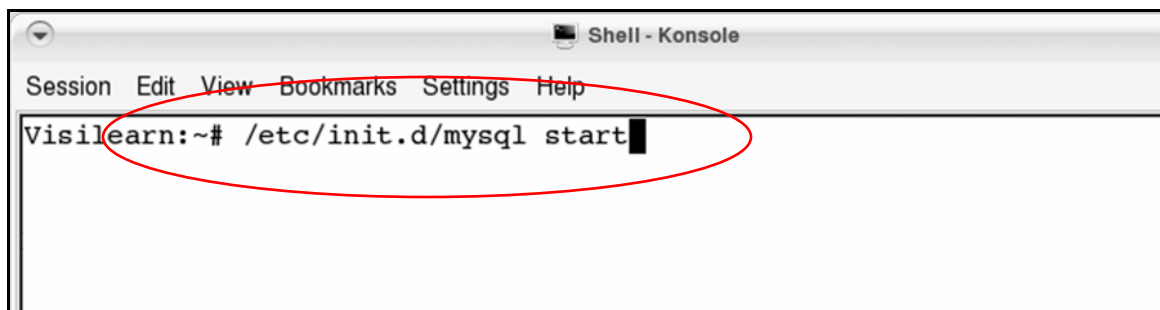 Shell - Konsole
Session Edit View Bookmarks Settings Help
Visilearn:~# /etc/init.d/mysql start